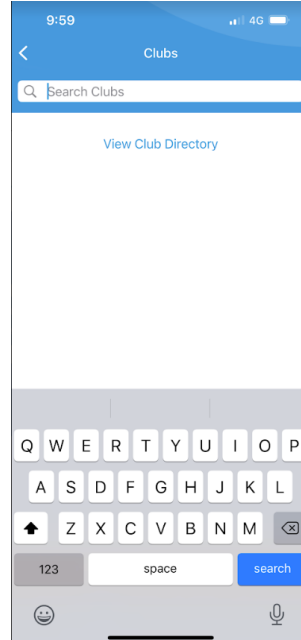 9:59 4G
Clubs
Search Clubs
View Club Directory
Q W E R T Y U I O P
A S D F G H J K L
Z X C V B N M
123 space search